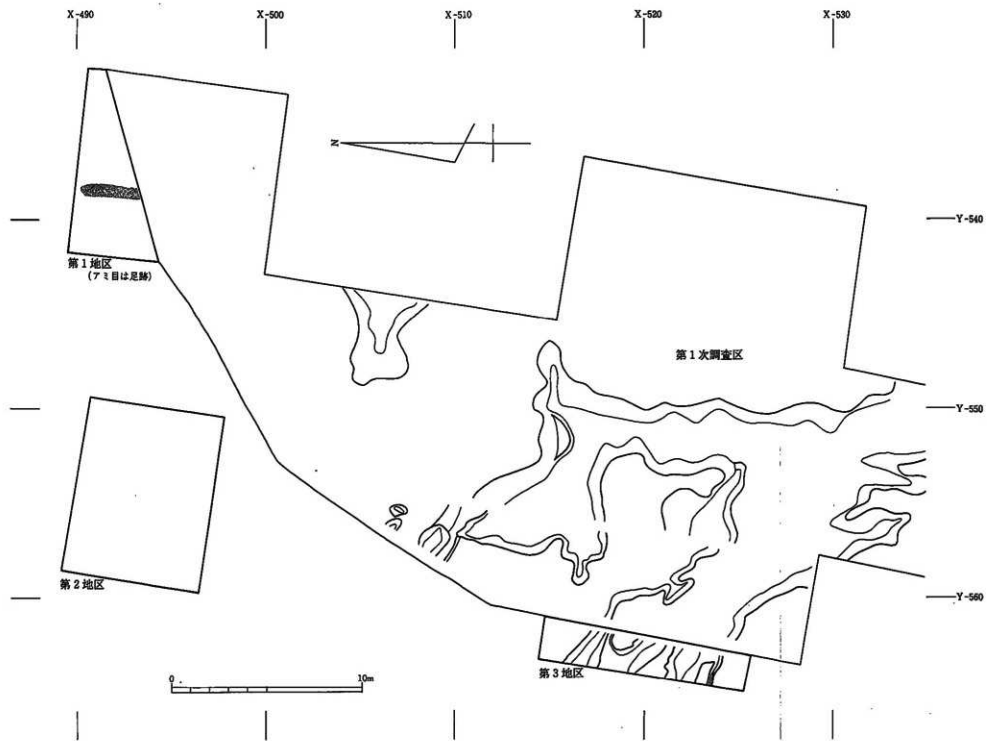 X-490
X-500
X-510
X-520
X-530
N
Y-540
第1地区
(アミ目は足跡)
第1次調査区
Y-550
第2地区
Y-560
第3地区
0
10m